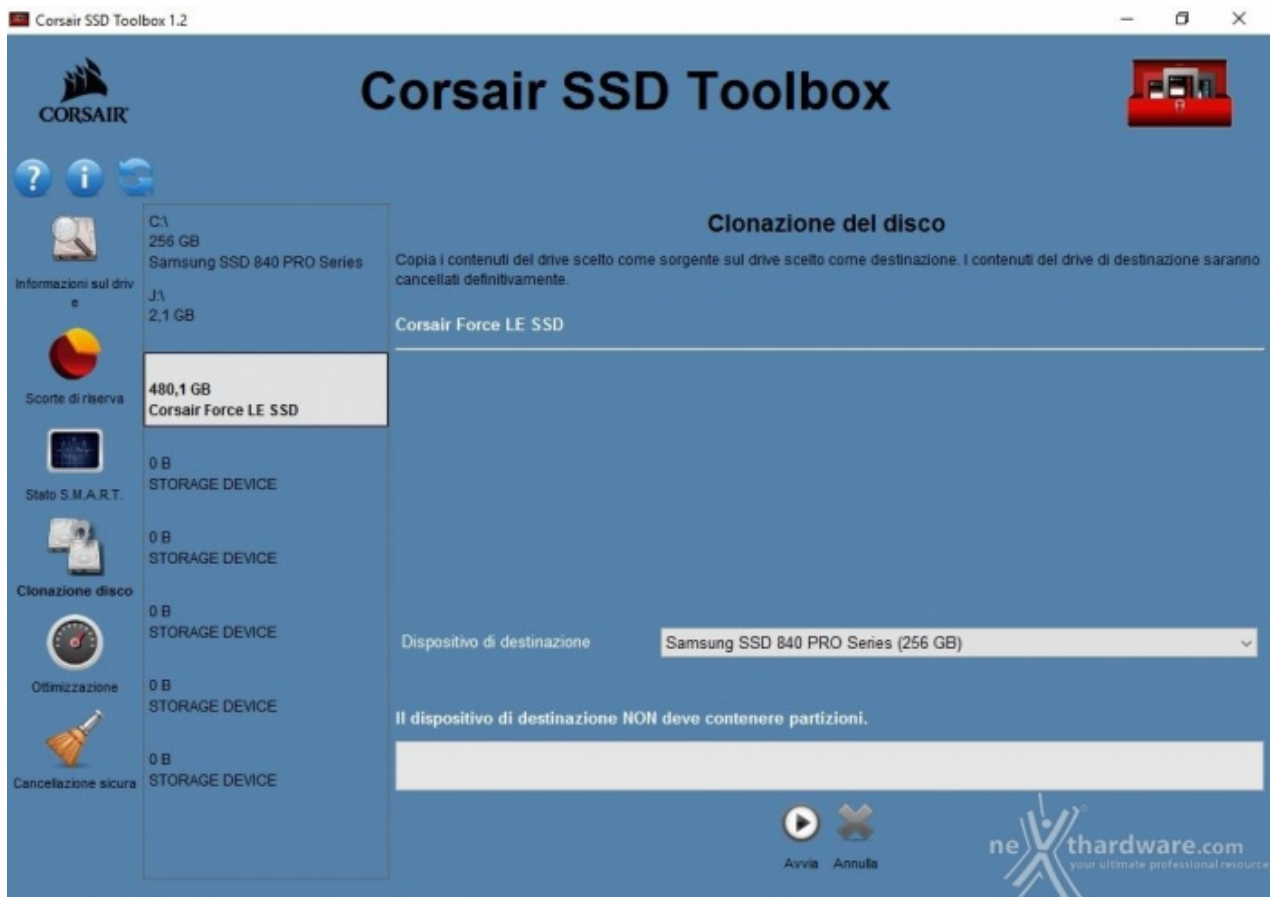 Corsair SSD Toolbox 1.2
CORSAIR
Corsair SSD Toolbox
Informazioni sul driv
e
Scorte di riserva
Stato S.M.A.R.T.
Clonazione disco
Ottimizzazione
Cancellazione sicura
C:\
256 GB
Samsung SSD 840 PRO Series
J:\
2,1 GB
480,1 GB
Corsair Force LE SSD
0 B
STORAGE DEVICE
0 B
STORAGE DEVICE
0 B
STORAGE DEVICE
0 B
STORAGE DEVICE
0 B
STORAGE DEVICE
Clonazione del disco
Copia i contenuti del drive scelto come sorgente sul drive scelto come destinazione. I contenuti del drive di destinazione saranno
cancellati definitivamente.
Corsair Force LE SSD
Dispositivo di destinazione
Samsung SSD 840 PRO Series (256 GB)
Il dispositivo di destinazione NON deve contenere partizioni.
Avvia Annulla
nexthardware.com
your ultimate professional resource